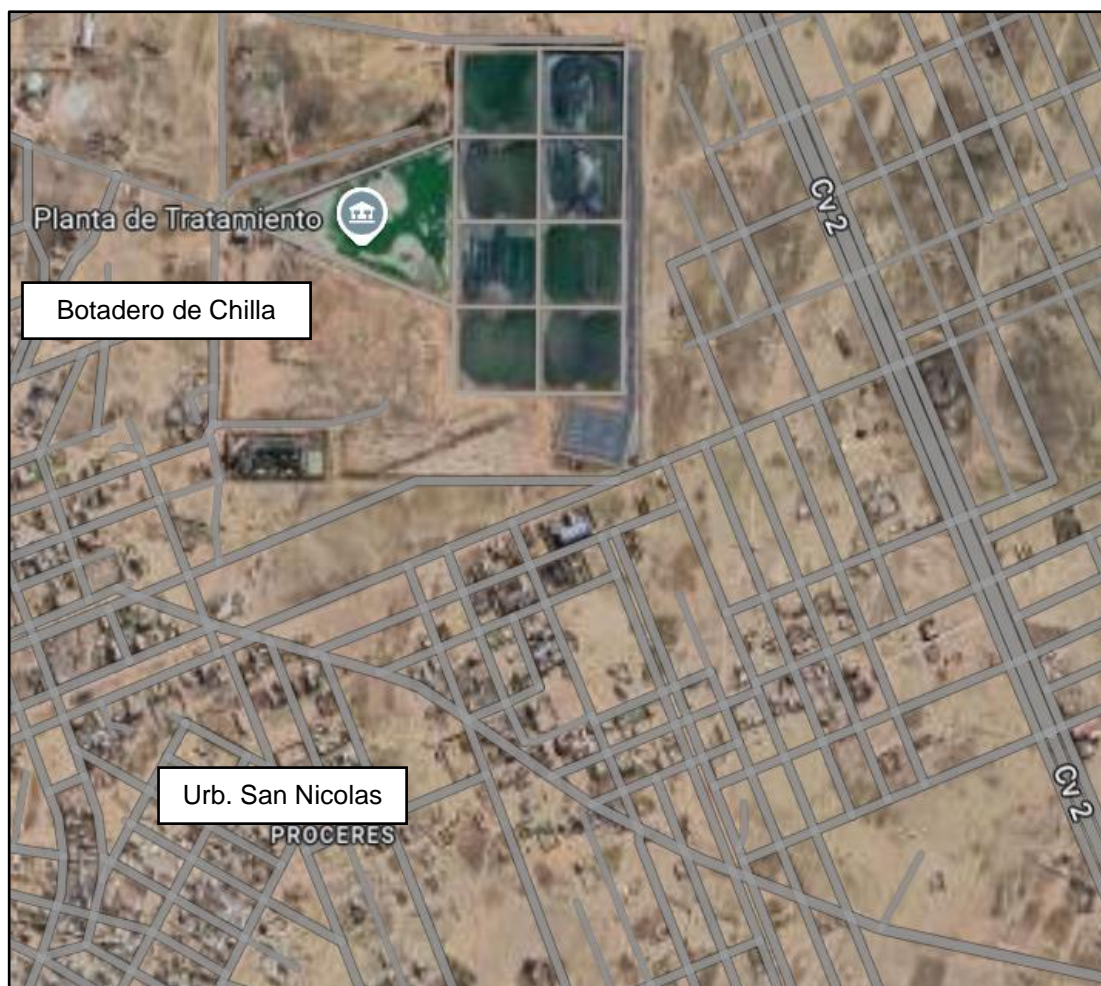 Cv 2
Planta de Tratamiento
Botadero de Chilla
Urb. San Nicolas
PROCERES
Cv 2